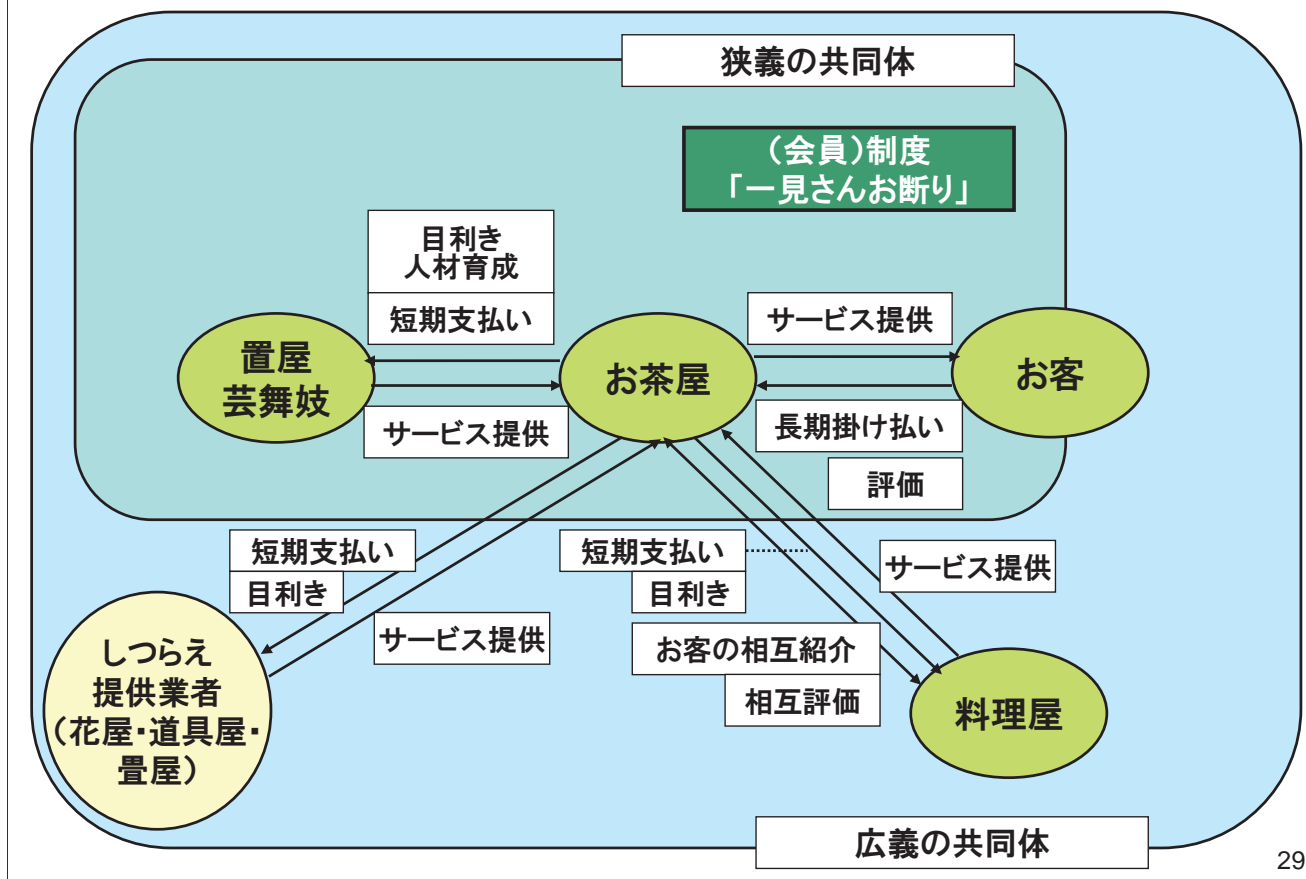 狭義の共同体
(会員)制度
「一見さんお断り」
目利き
人材育成
短期支払い
サービス提供
置屋
芸舞妓
お茶屋
お客
サービス提供
長期掛け払い
評価
短期支払い
目利き
サービス提供
短期支払い
目利き
サービス提供
お客の相互紹介
相互評価
しつらえ
提供業者
(花屋・道具屋・
畳屋)
料理屋
広義の共同体
29